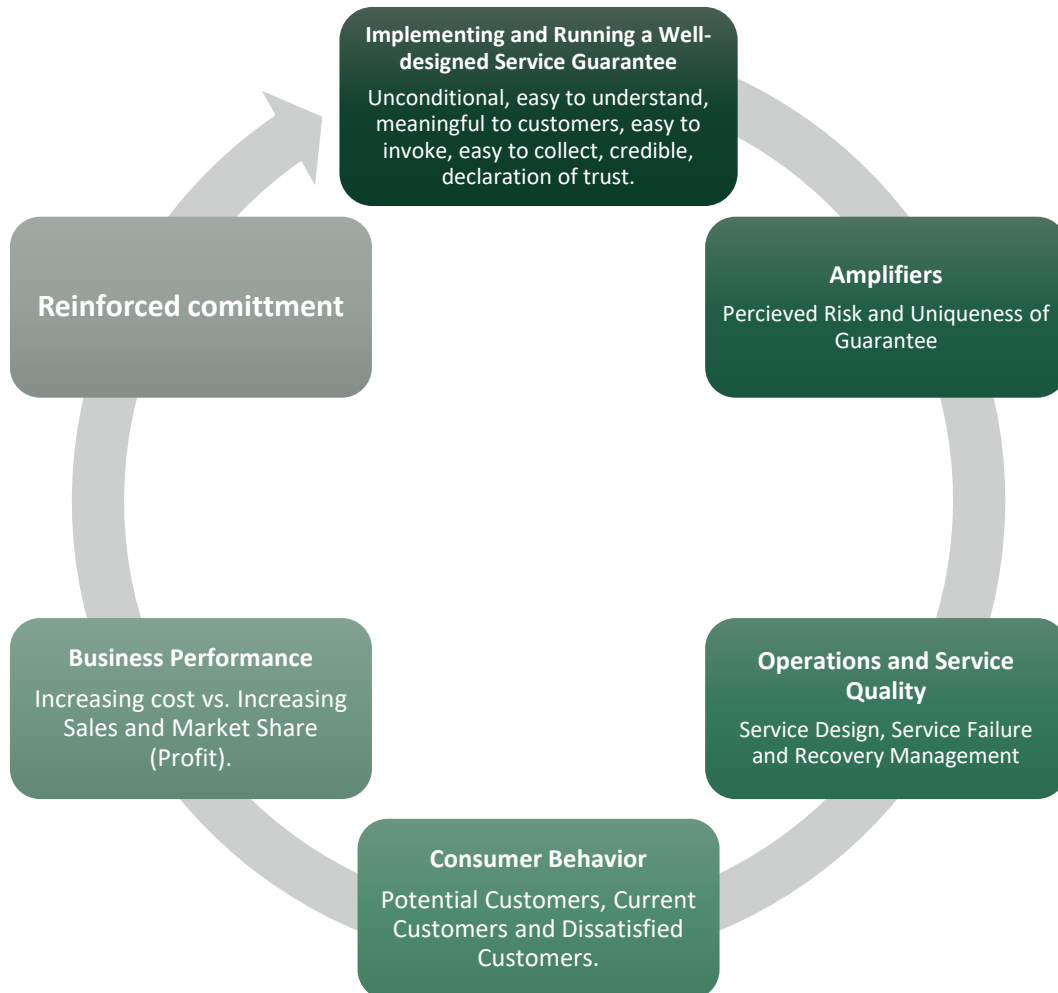 Implementing and Running a Well-
designed Service Guarantee
Unconditional, easy to understand,
meaningful to customers, easy to
invoke, easy to collect, credible,
declaration of trust.
Amplifiers
Percieved Risk and Uniqueness of
Guarantee
Operations and Service
Quality
Service Design, Service Failure
and Recovery Management
Consumer Behavior
Potential Customers, Current
Customers and Dissatisfied
Customers.
Business Performance
Increasing cost vs. Increasing
Sales and Market Share
(Profit).
Reinforced comittment